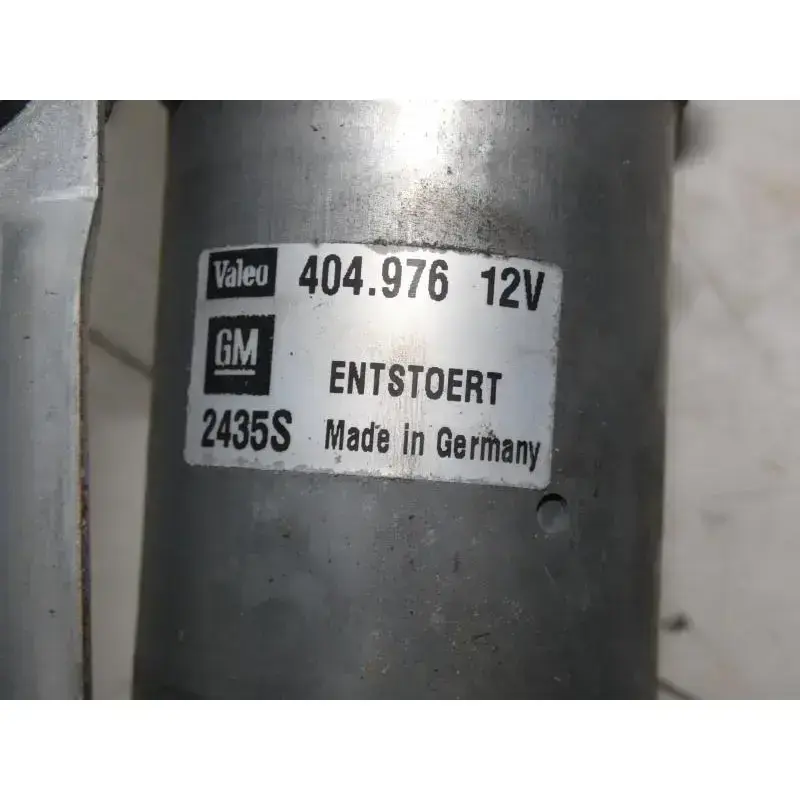 Valeo 404.976 12V
GM
ENTSTOERT
2435S Made in Germany